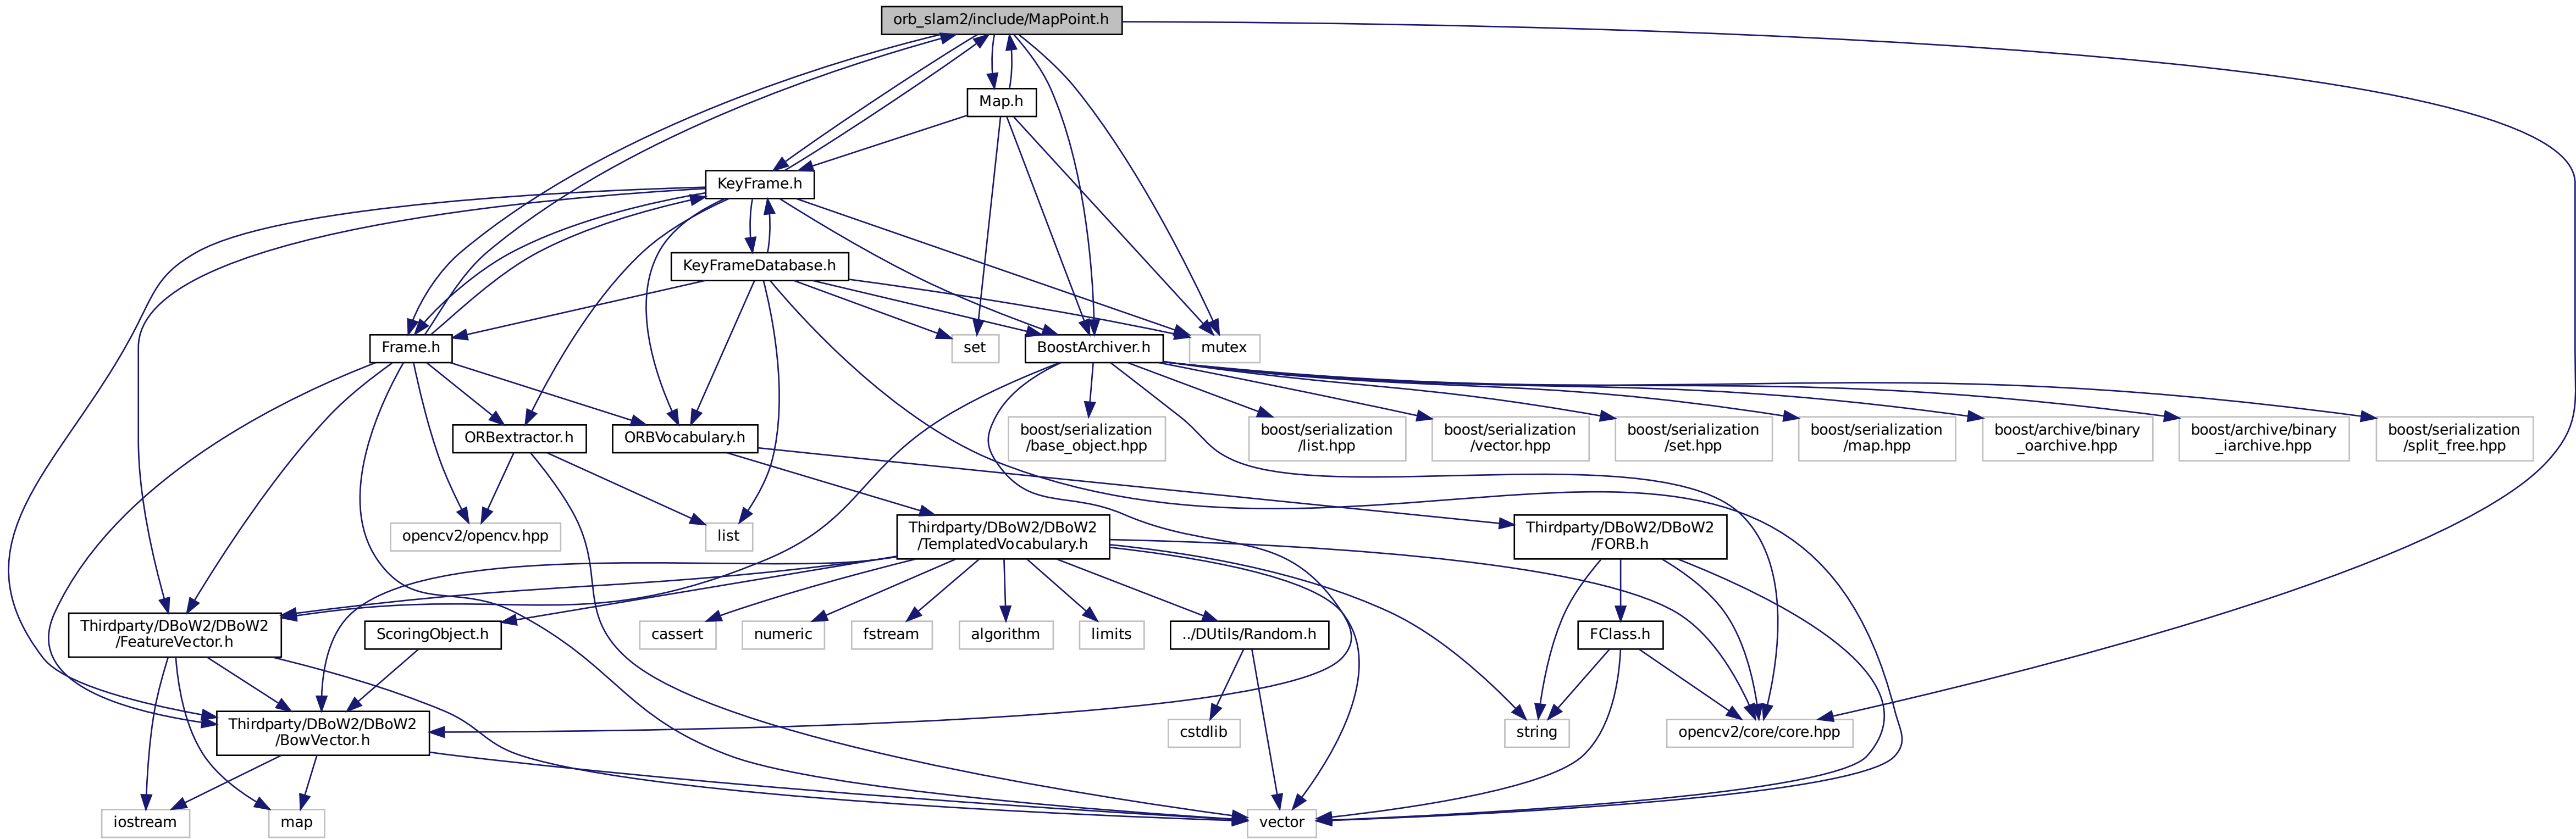 orb_slam2/include/MapPoint.h
Map.h
KeyFrame.h
KeyFrameDatabase.h
Frame.h
set
BoostArchiver.h
mutex
ORBextractor.h
ORBVocabulary.h
boost/serialization
/base_object.hpp
boost/serialization
/list.hpp
boost/serialization
/vector.hpp
boost/serialization
/set.hpp
boost/serialization
/map.hpp
boost/archive/binary
_oarchive.hpp
boost/archive/binary
_iarchive.hpp
boost/serialization
/split_free.hpp
opencv2/opencv.hpp
list
Thirdparty/DBoW2/DBoW2
/TemplatedVocabulary.h
Thirdparty/DBoW2/DBoW2
/FORB.h
Thirdparty/DBoW2/DBoW2
/FeatureVector.h
ScoringObject.h
cassert
numeric
fstream
algorithm
limits
../DUtils/Random.h
FClass.h
Thirdparty/DBoW2/DBoW2
/BowVector.h
cstdlib
string
opencv2/core/core.hpp
iostream
map
vector